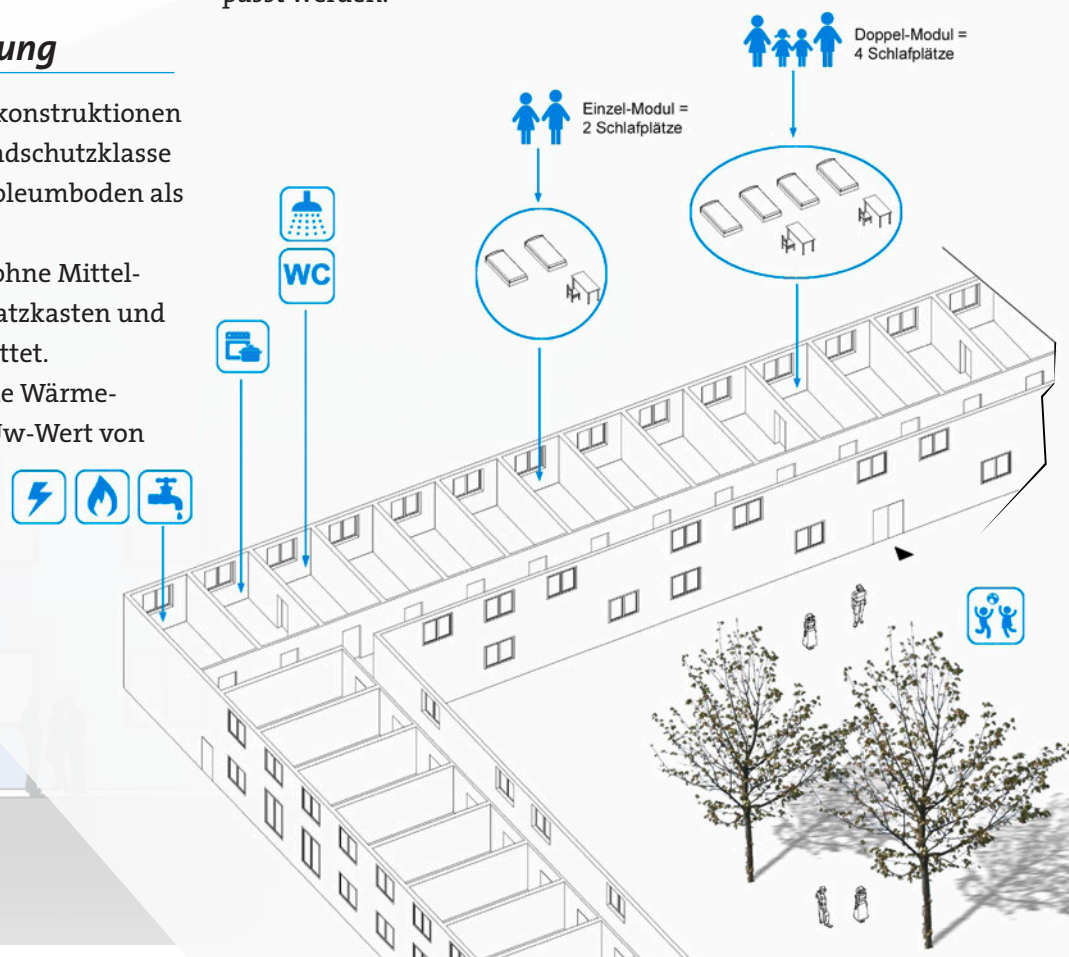 passt werden.
ung
konstruktionen
ndschutzklasse
oleumboden als
ohne Mittel-
atzkasten und
ttet.
e Wärme-
Uw-Wert von
WC
Einzel-Modul =
2 Schlafplätze
Doppel-Modul =
4 Schlafplätze